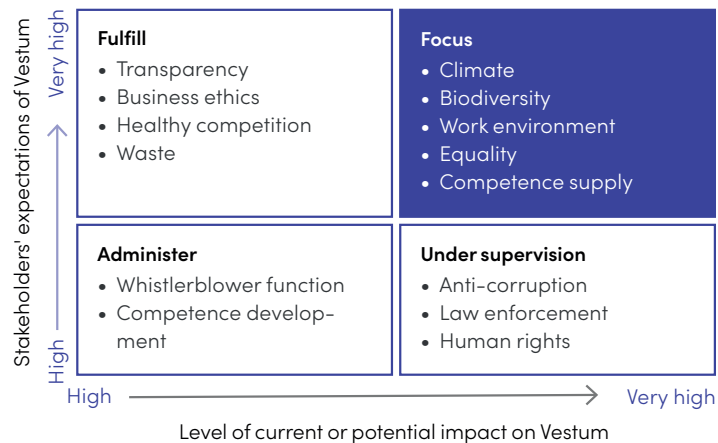 Stakeholders' expectations of Vestum
Very high
High
Fulfill
• Transparency
• Business ethics
• Healthy competition
• Waste
Focus
• Climate
• Biodiversity
• Work environment
• Equality
• Competence supply
Administer
• Whistlerblower function
• Competence develop-
ment
Under supervision
• Anti-corruption
• Law enforcement
• Human rights
High
Very high
Level of current or potential impact on Vestum